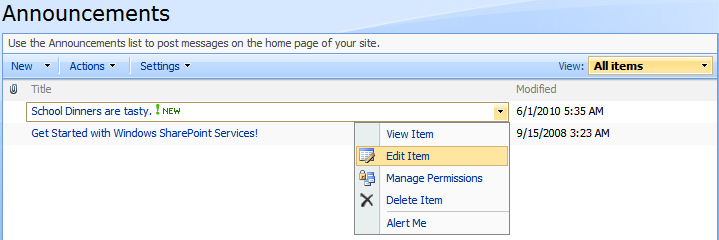 Announcements
Use the Announcements list to post messages on the home page of your site.
New Actions Settings View: All items
Title Modified
School Dinners are tasty. ! NEW 6/1/2010 5:35 AM
Get Started with Windows SharePoint Services! 9/15/2008 3:23 AM
View Item
Edit Item
Manage Permissions
Delete Item
Alert Me